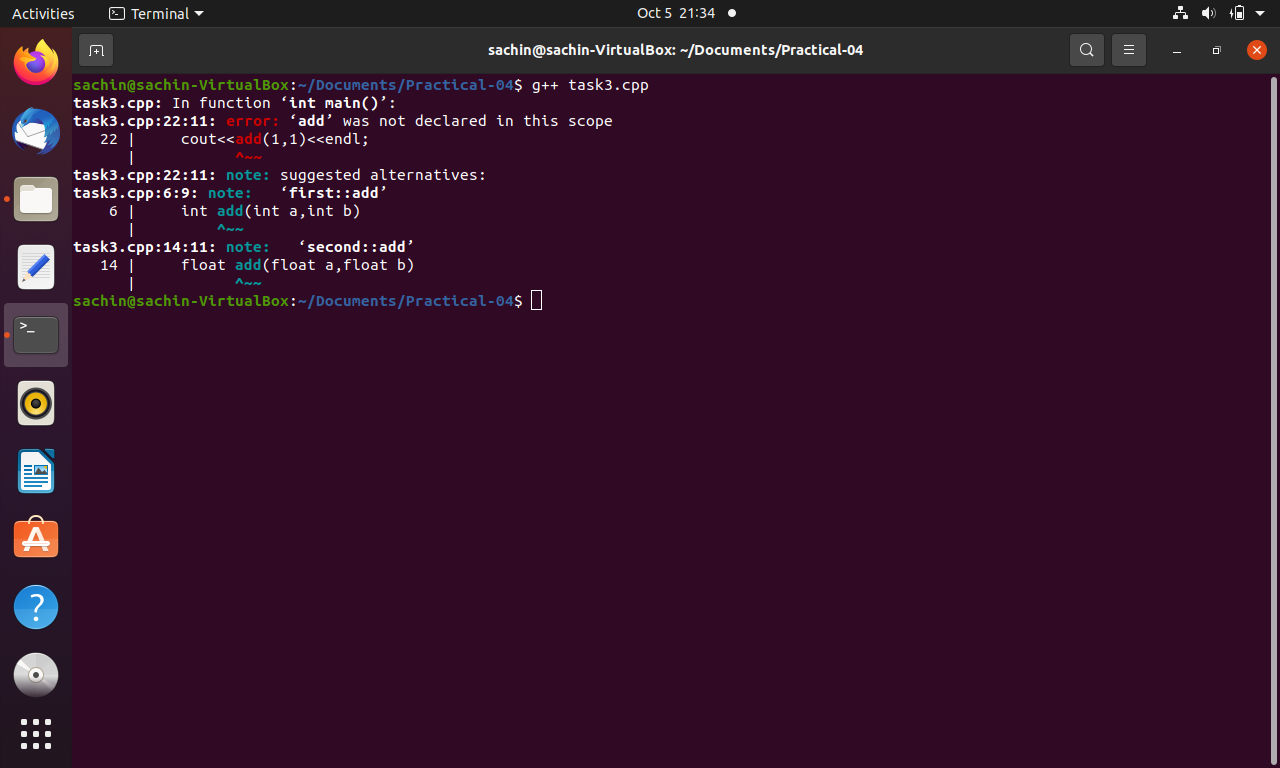 Activities
Terminal
Oct 5 21:34
sachin@sachin-VirtualBox: ~/Documents/Practical-04
sachin@sachin-VirtualBox:~/Documents/Practical-04$ g++ task3.cpp
task3.cpp: In function ‘int main()’:
task3.cpp:22:11: error: ‘add’ was not declared in this scope
   22 |     cout<<add(1,1)<<endl;
      |           ^~~
task3.cpp:22:11: note: suggested alternatives:
task3.cpp:6:9: note:   ‘first::add’
    6 |     int add(int a,int b)
      |         ^~~
task3.cpp:14:11: note:   ‘second::add’
   14 |     float add(float a,float b)
      |           ^~~
sachin@sachin-VirtualBox:~/Documents/Practical-04$
>_
?